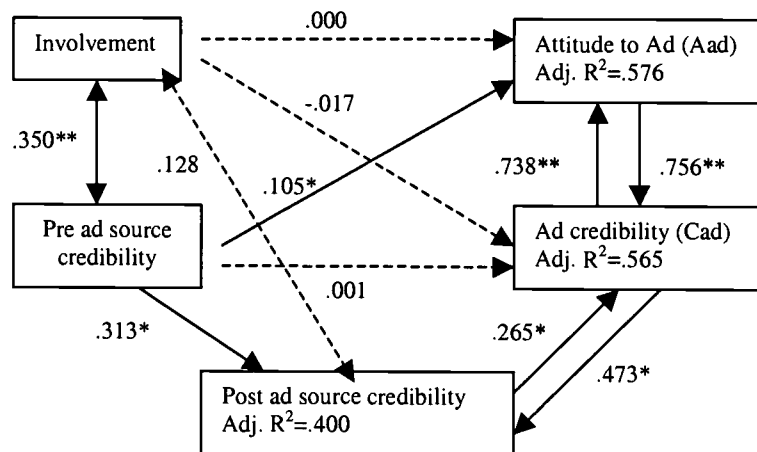 .000
Involvement
Attitude to Ad (Aad)
Adj. R²=.576
-.017
.350**
.128
.105*
.738**
.756**
Pre ad source
credibility
Ad credibility (Cad)
Adj. R²=.565
.001
.313*
.265*
.473*
Post ad source credibility
Adj. R²=.400